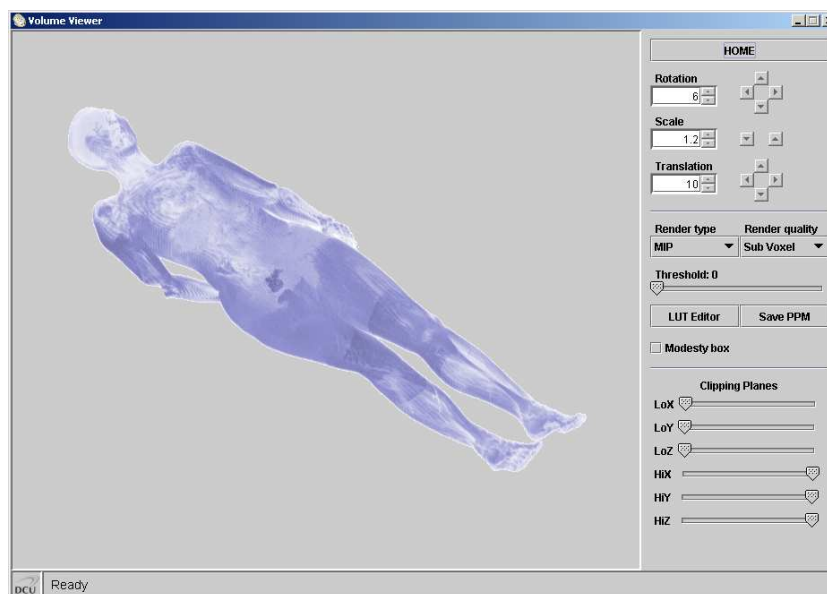 Volume Viewer
HOME
Rotation
6
Scale
1.2
Translation
10
Render type Render quality
MIP Sub Voxel
Threshold: 0
LUT Editor Save PPM
Modesty box
Clipping Planes
LoX
LoY
LoZ
HiX
HiY
HiZ
DCU Ready